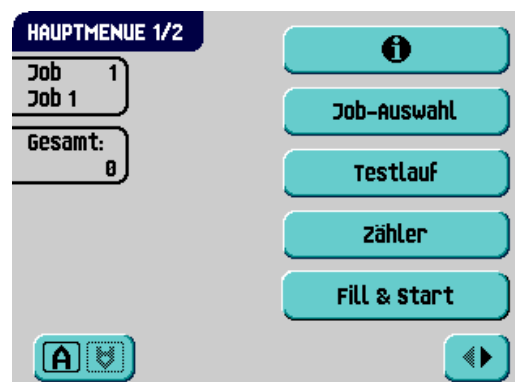 HAUPTMENUE 1/2
Job 1
Job 1
Gesamt:
0
i
Job-Auswahl
Testlauf
Zähler
Fill & Start
A